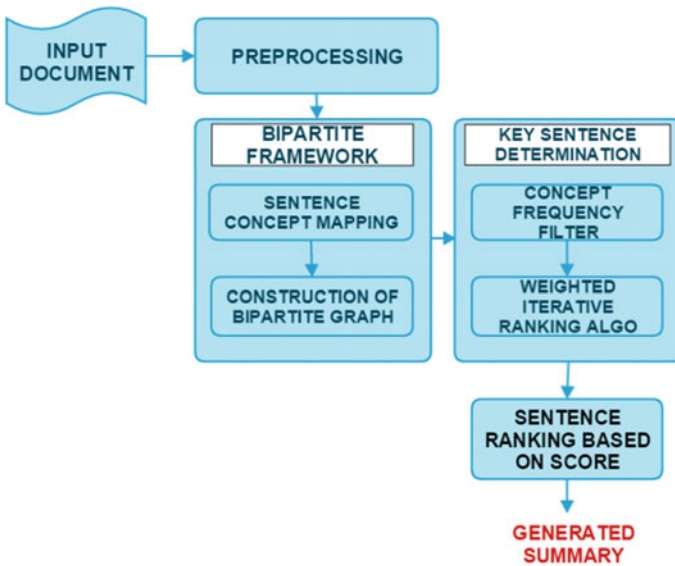 INPUT
DOCUMENT
PREPROCESSING
BIPARTITE
FRAMEWORK
SENTENCE
CONCEPT MAPPING
CONSTRUCTION OF
BIPARTITE GRAPH
KEY SENTENCE
DETERMINATION
CONCEPT
FREQUENCY
FILTER
WEIGHTED
ITERATIVE
RANKING ALGO
SENTENCE
RANKING BASED
ON SCORE
GENERATED
SUMMARY